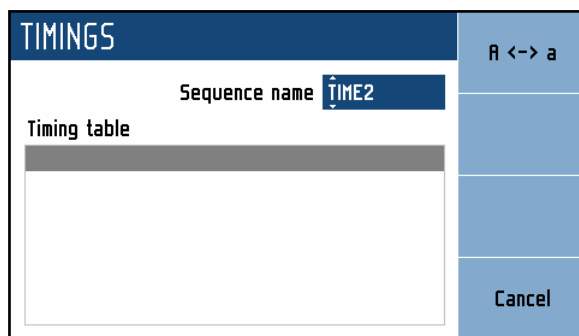 TIMINGS
A <-> a
Sequence name TIME2
Timing table
Cancel